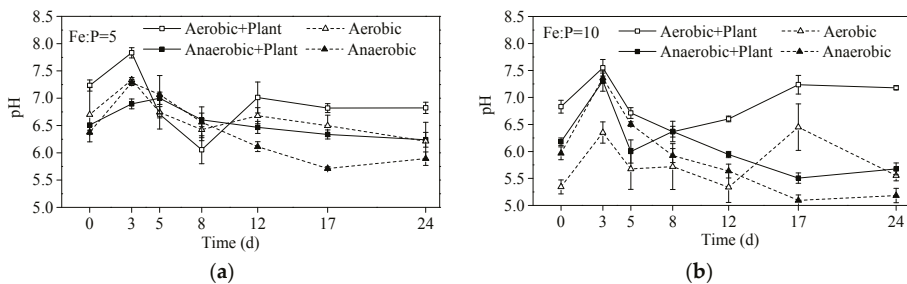 Fe:P=5
Aerobic+Plant
Aerobic
Anaerobic+Plant
Anaerobic
8.5
8.0
7.5
7.0
6.5
6.0
5.5
5.0
pH
0 3 5 8 12 17 24
Time (d)
(a)
Fe:P=10
Aerobic+Plant
Aerobic
Anaerobic+Plant
Anaerobic
8.5
8.0
7.5
7.0
6.5
6.0
5.5
5.0
pH
0 3 5 8 12 17 24
Time (d)
(b)